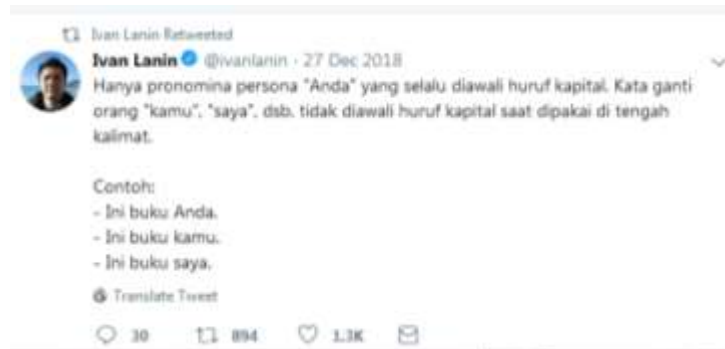 Ivan Lanin Retweeted
Ivan Lanin @ivanlanin · 27 Dec 2018
Hanya pronomina persona "Anda" yang selalu diawali huruf kapital. Kata ganti
orang "kamu", "saya", dsb. tidak diawali huruf kapital saat dipakai di tengah
kalimat.
Contoh:
- Ini buku Anda.
- Ini buku kamu.
- Ini buku saya.
Translate Tweet
30 894 1.3K